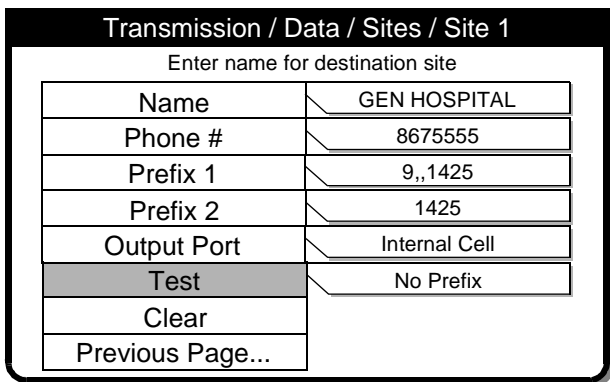 Transmission / Data / Sites / Site 1
Enter name for destination site
Name GEN HOSPITAL
Phone # 8675555
Prefix 1 9,,1425
Prefix 2 1425
Output Port Internal Cell
Test No Prefix
Clear
Previous Page...